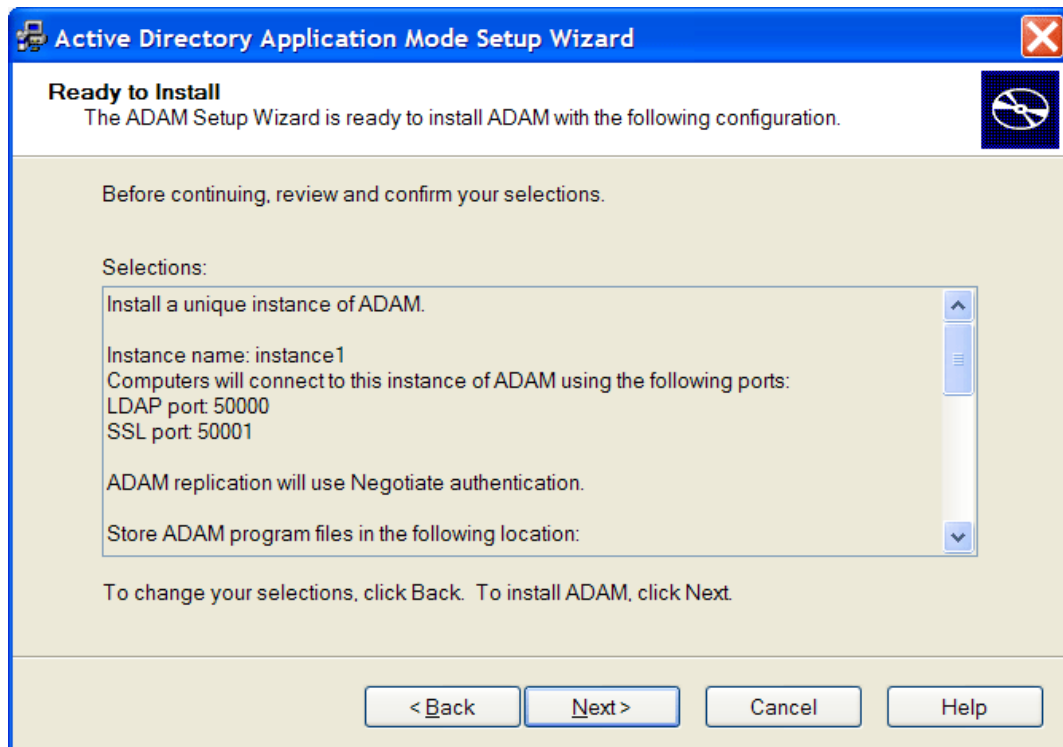 Active Directory Application Mode Setup Wizard
Ready to Install
The ADAM Setup Wizard is ready to install ADAM with the following configuration.
Before continuing, review and confirm your selections.
Selections:
Install a unique instance of ADAM.
Instance name: instance1
Computers will connect to this instance of ADAM using the following ports:
LDAP port: 50000
SSL port: 50001
ADAM replication will use Negotiate authentication.
Store ADAM program files in the following location:
To change your selections, click Back.  To install ADAM, click Next.
< Back
Next >
Cancel
Help